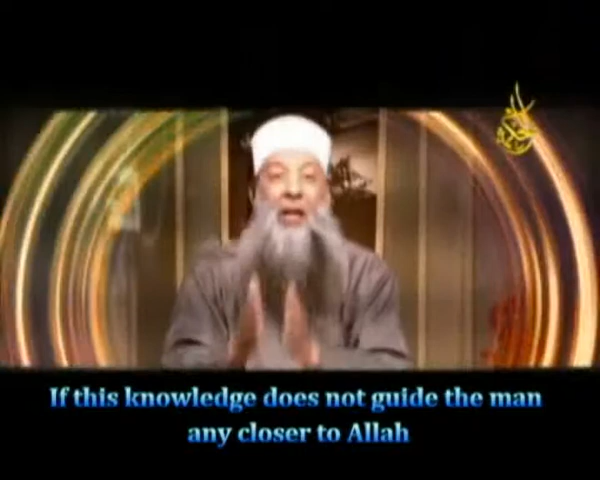 If this knowledge does not guide the man
any closer to Allah